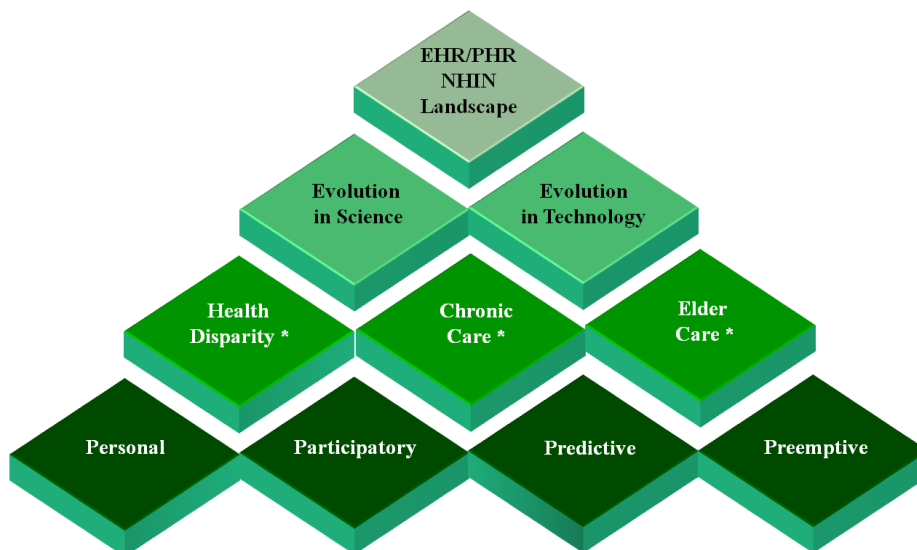 EHR/PHR
NHIN
Landscape
Evolution
in Science
Evolution
in Technology
Health
Disparity *
Chronic
Care *
Elder
Care *
Personal
Participatory
Predictive
Preemptive